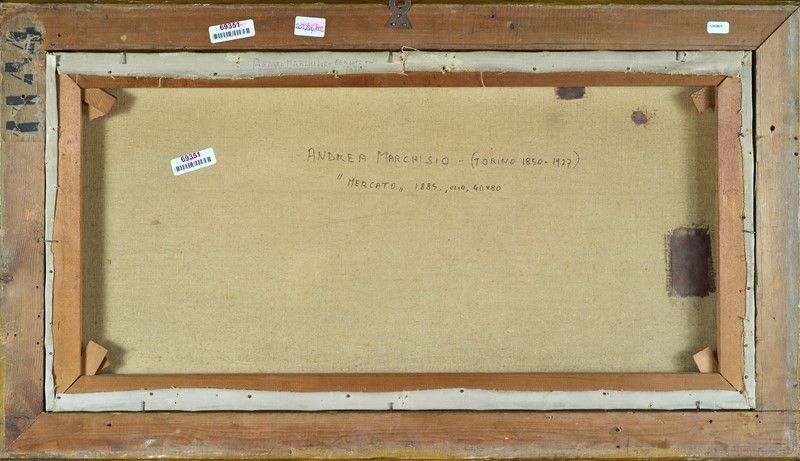 69351
69351
ANDREA MARCHISIO - (TORINO 1850-1927)
"MERCATO„ 1885., OLIO, 40x80